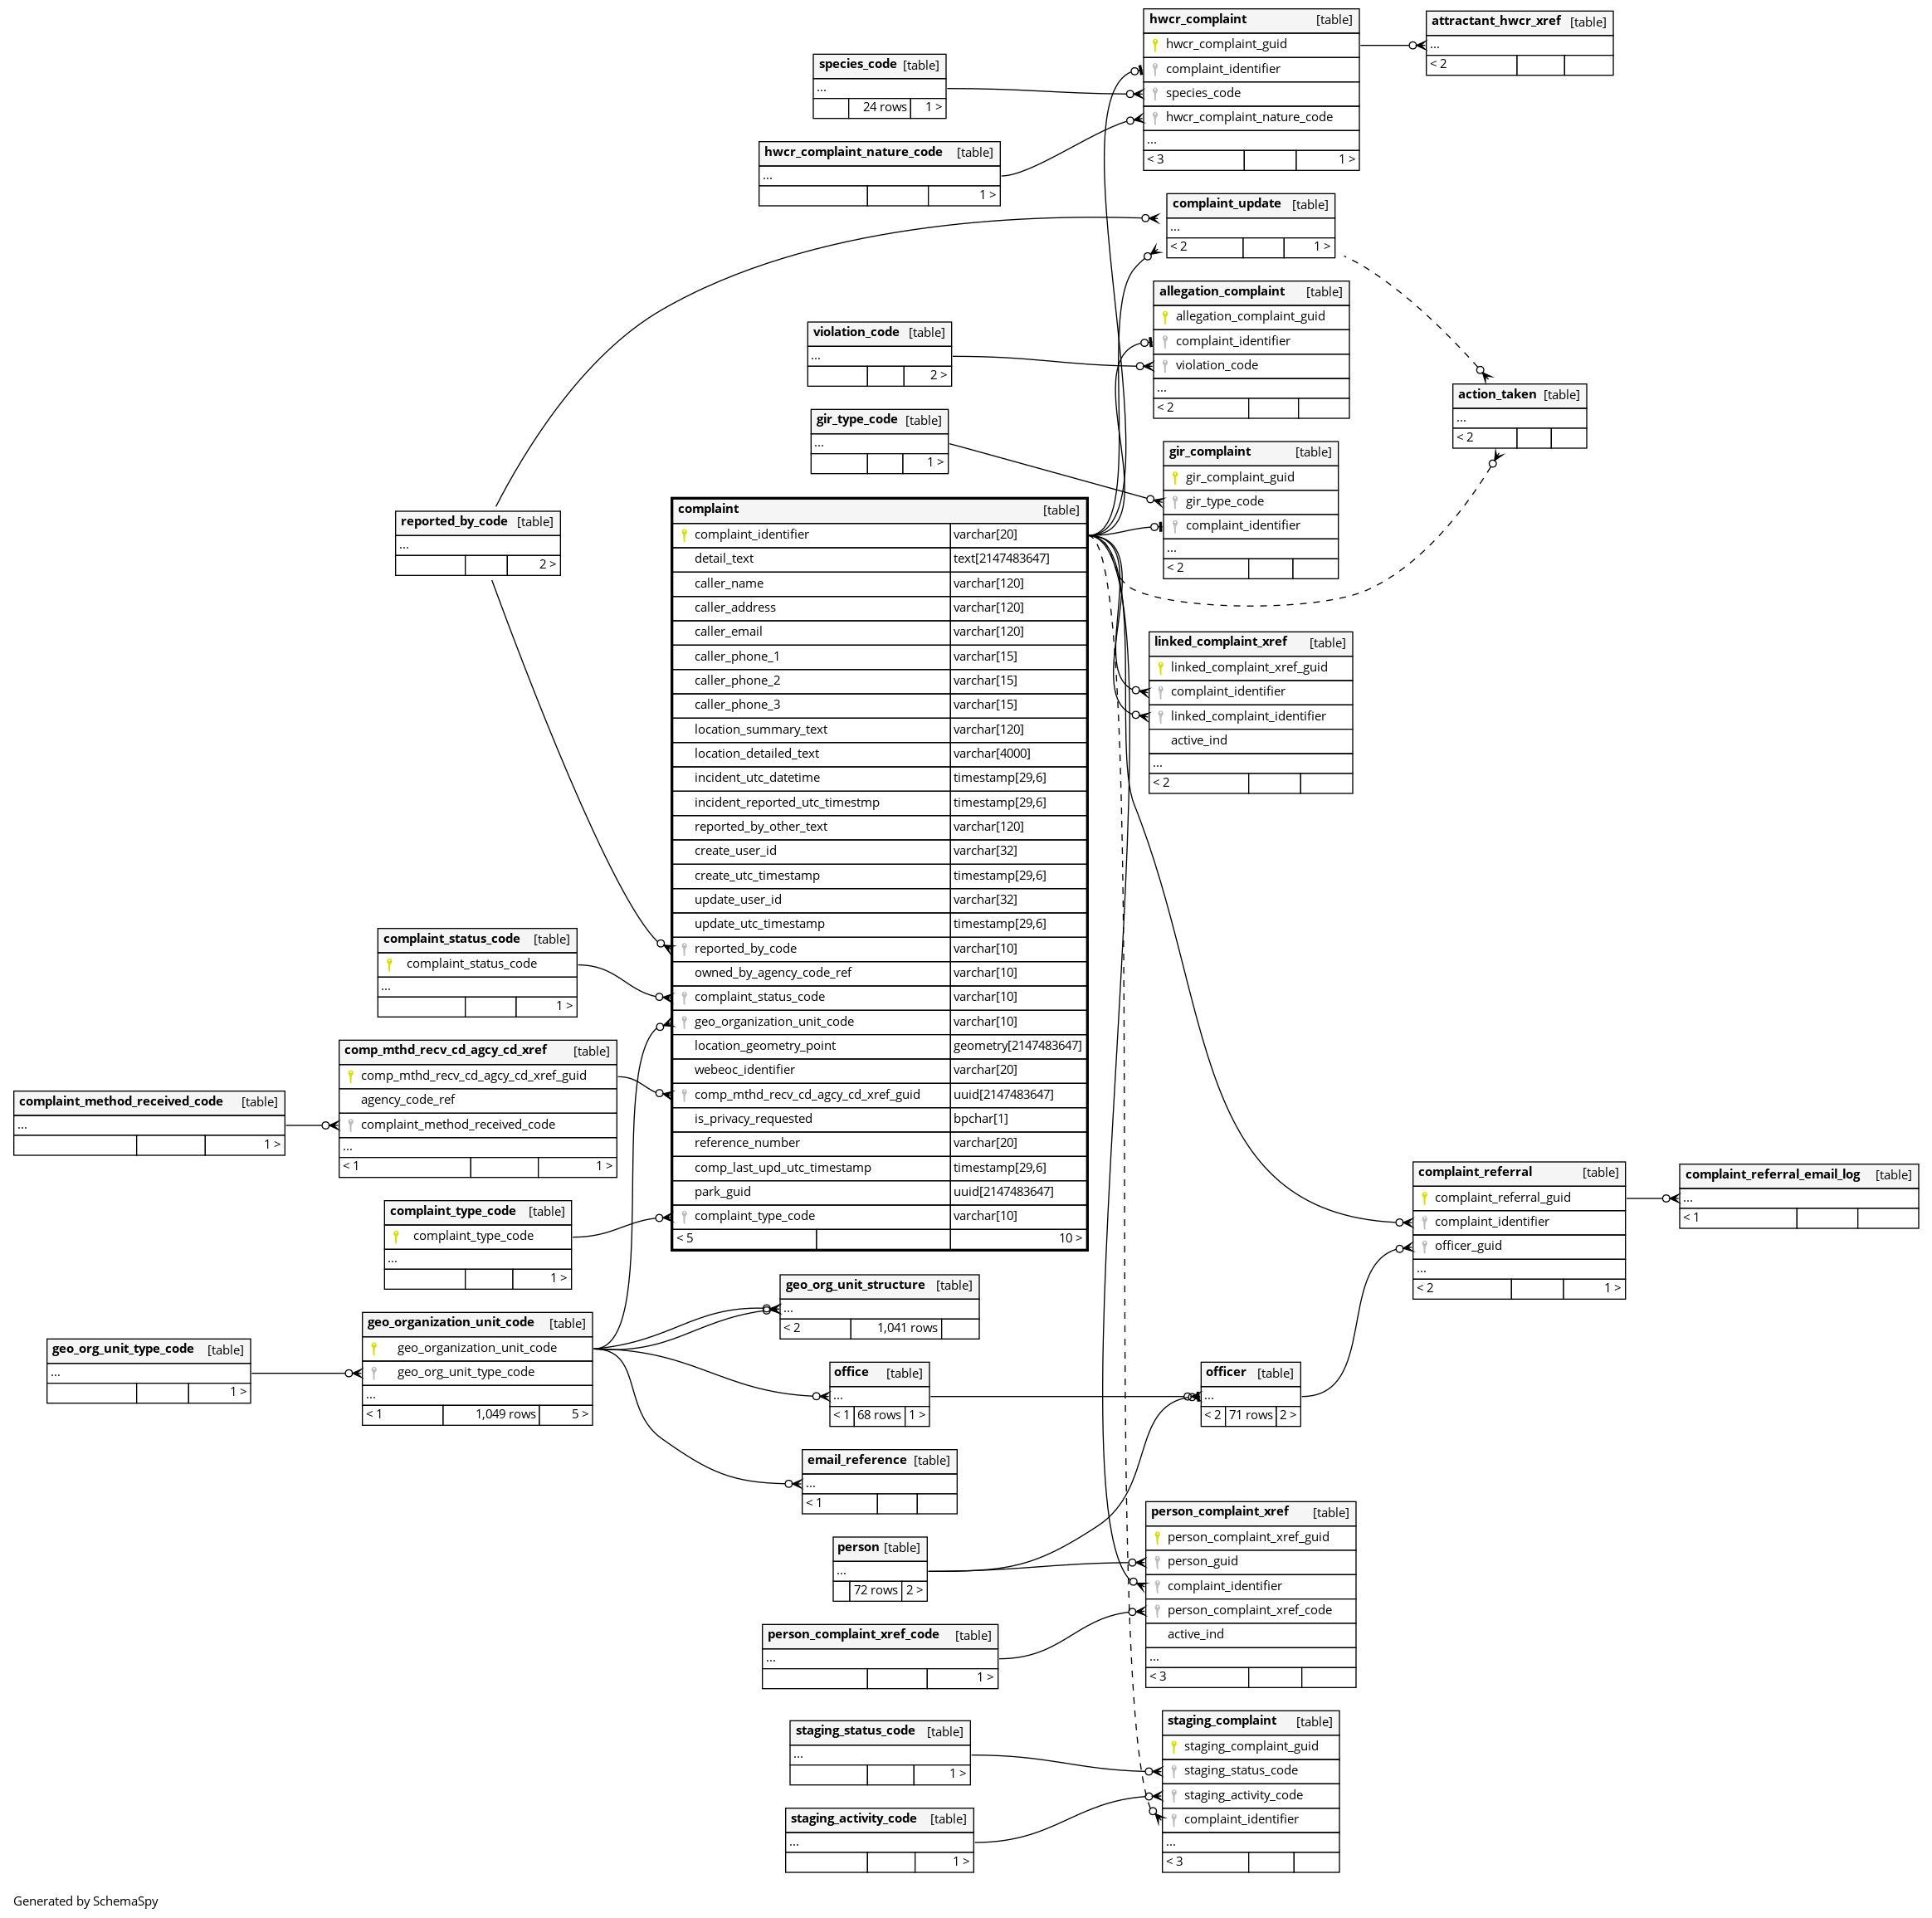 hwcr_complaint [table]
hwcr_complaint_guid
complaint_identifier
species_code
hwcr_complaint_nature_code
...
< 3 1 >
attractant_hwcr_xref [table]
...
< 2
species_code [table]
...
24 rows 1 >
hwcr_complaint_nature_code [table]
...
1 >
complaint_update [table]
...
< 2 1 >
allegation_complaint [table]
allegation_complaint_guid
complaint_identifier
violation_code
...
< 2
violation_code [table]
...
2 >
action_taken [table]
...
< 2
gir_type_code [table]
...
1 >
gir_complaint [table]
gir_complaint_guid
gir_type_code
complaint_identifier
...
< 2
reported_by_code [table]
...
2 >
complaint [table]
complaint_identifier varchar[20]
detail_text text[2147483647]
caller_name varchar[120]
caller_address varchar[120]
caller_email varchar[120]
caller_phone_1 varchar[15]
caller_phone_2 varchar[15]
caller_phone_3 varchar[15]
location_summary_text varchar[120]
location_detailed_text varchar[4000]
incident_utc_datetime timestamp[29,6]
incident_reported_utc_timestmp timestamp[29,6]
reported_by_other_text varchar[120]
create_user_id varchar[32]
create_utc_timestamp timestamp[29,6]
update_user_id varchar[32]
update_utc_timestamp timestamp[29,6]
reported_by_code varchar[10]
owned_by_agency_code_ref varchar[10]
complaint_status_code varchar[10]
geo_organization_unit_code varchar[10]
location_geometry_point geometry[2147483647]
webeoc_identifier varchar[20]
comp_mthd_recv_cd_agcy_cd_xref_guid uuid[2147483647]
is_privacy_requested bpchar[1]
reference_number varchar[20]
comp_last_upd_utc_timestamp timestamp[29,6]
park_guid uuid[2147483647]
complaint_type_code varchar[10]
< 5 10 >
linked_complaint_xref [table]
linked_complaint_xref_guid
complaint_identifier
linked_complaint_identifier
active_ind
...
< 2
complaint_status_code [table]
complaint_status_code
...
1 >
comp_mthd_recv_cd_agcy_cd_xref [table]
comp_mthd_recv_cd_agcy_cd_xref_guid
agency_code_ref
complaint_method_received_code
...
< 1 1 >
complaint_method_received_code [table]
...
1 >
complaint_type_code [table]
complaint_type_code
...
1 >
complaint_referral [table]
complaint_referral_guid
complaint_identifier
officer_guid
...
< 2 1 >
complaint_referral_email_log [table]
...
< 1
geo_org_unit_structure [table]
...
< 2 1,041 rows
geo_organization_unit_code [table]
geo_organization_unit_code
geo_org_unit_type_code
...
< 1 1,049 rows 5 >
geo_org_unit_type_code [table]
...
1 >
office [table]
...
< 1 68 rows 1 >
officer [table]
...
< 2 71 rows 2 >
email_reference [table]
...
< 1
person [table]
...
72 rows 2 >
person_complaint_xref [table]
person_complaint_xref_guid
person_guid
complaint_identifier
person_complaint_xref_code
active_ind
...
< 3
person_complaint_xref_code [table]
...
1 >
staging_status_code [table]
...
1 >
staging_complaint [table]
staging_complaint_guid
staging_status_code
staging_activity_code
complaint_identifier
...
< 3
staging_activity_code [table]
...
1 >
Generated by SchemaSpy